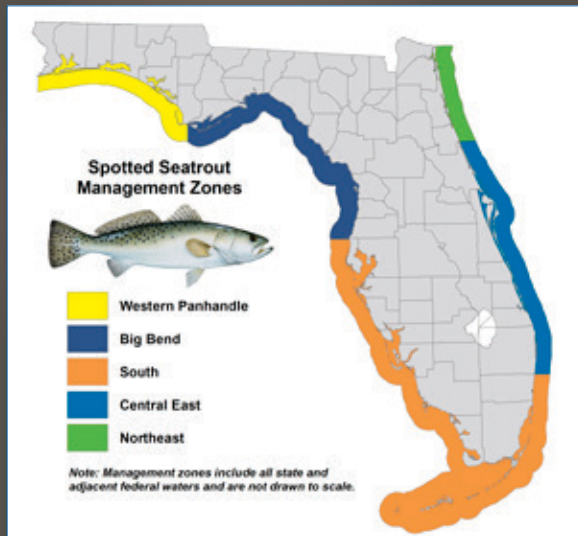 Spotted Seatrout
Management Zones
Western Panhandle
Big Bend
South
Central East
Northeast
Note: Management zones include all state and
adjacent federal waters and are not drawn to scale.